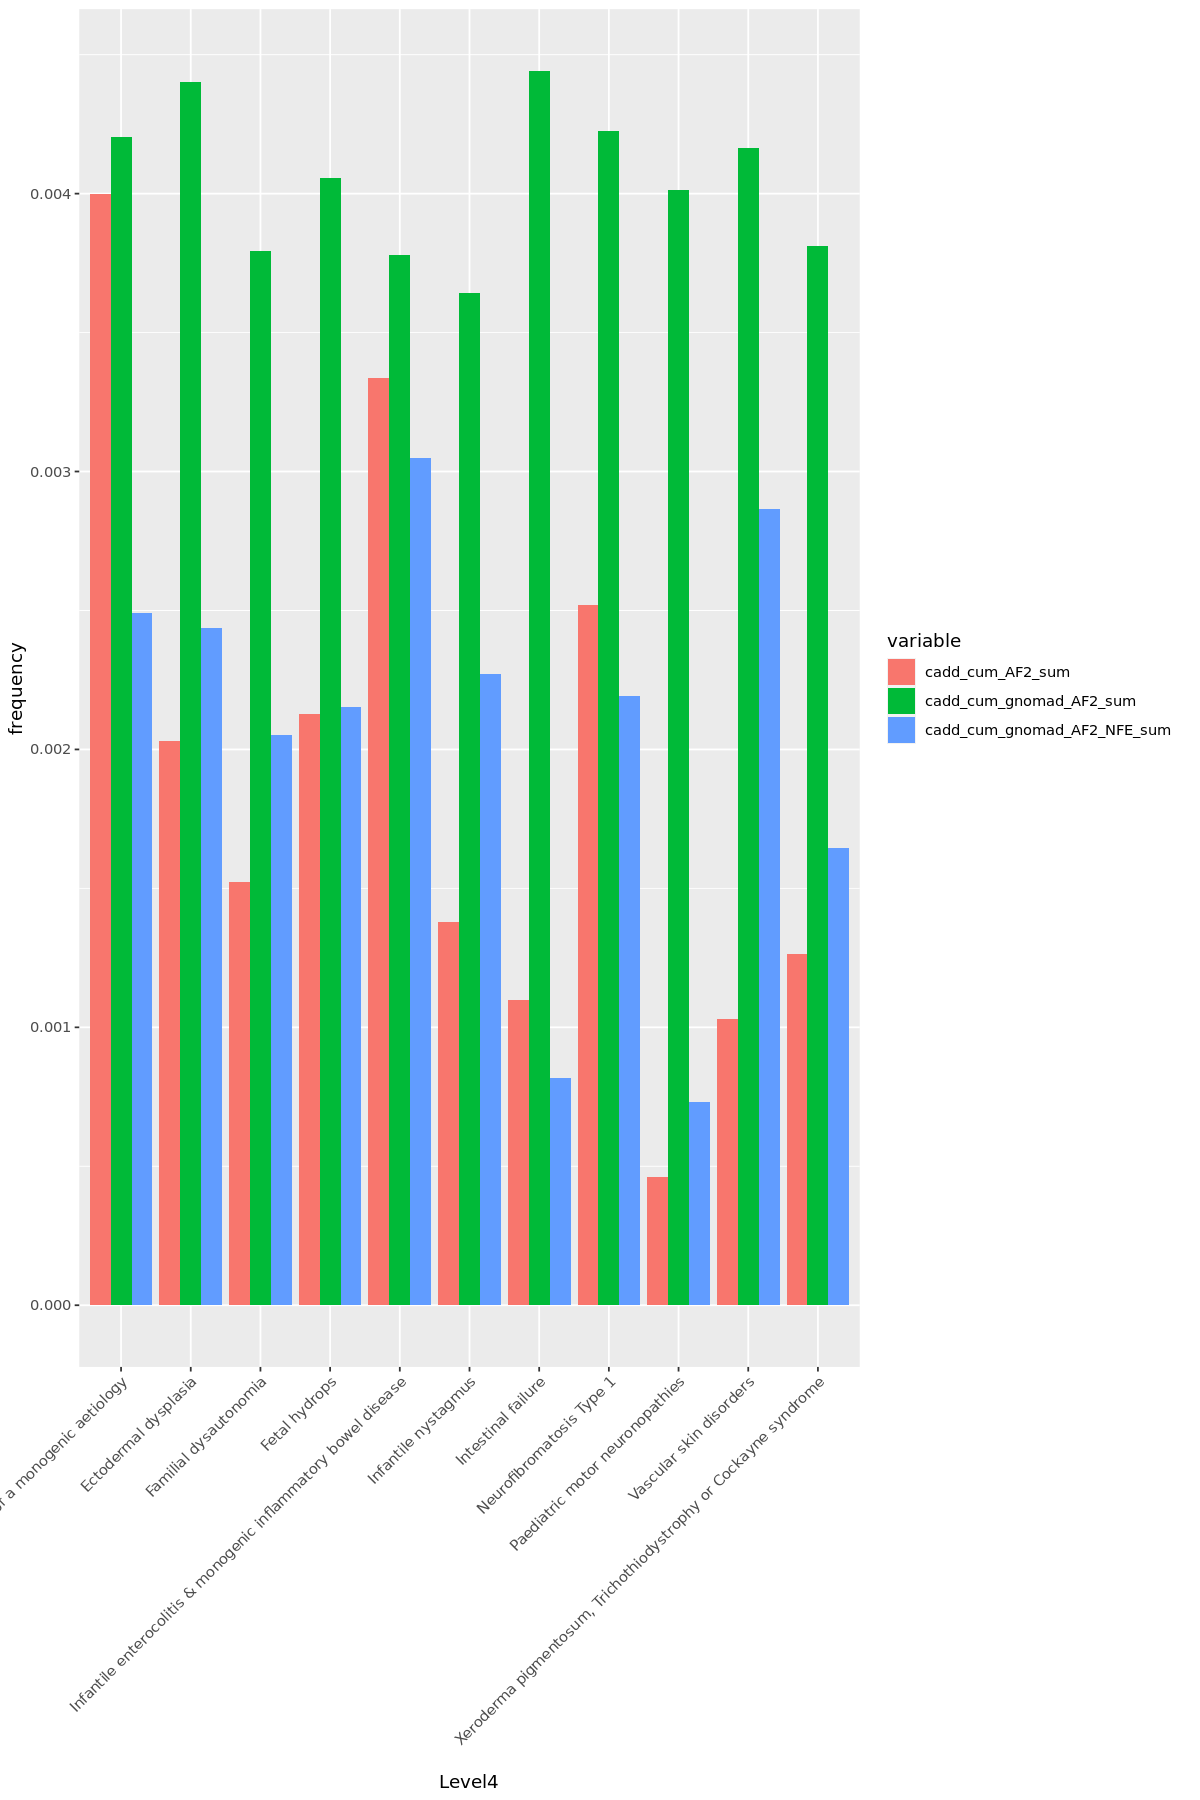 0.004
0.003
0.002
0.001
0.000
frequency
a monogenic aetiology
Ectodermal dysplasia
Familial dysautonomia
Fetal hydrops
Infantile enterocolitis & monogenic inflammatory bowel disease
Infantile nystagmus
Intestinal failure
Neurofibromatosis Type 1
Paediatric motor neuronopathies
Vascular skin disorders
Xeroderma pigmentosum, Trichothiodystrophy or Cockayne syndrome
Level4
variable
cadd_cum_AF2_sum
cadd_cum_gnomad_AF2_sum
cadd_cum_gnomad_AF2_NFE_sum